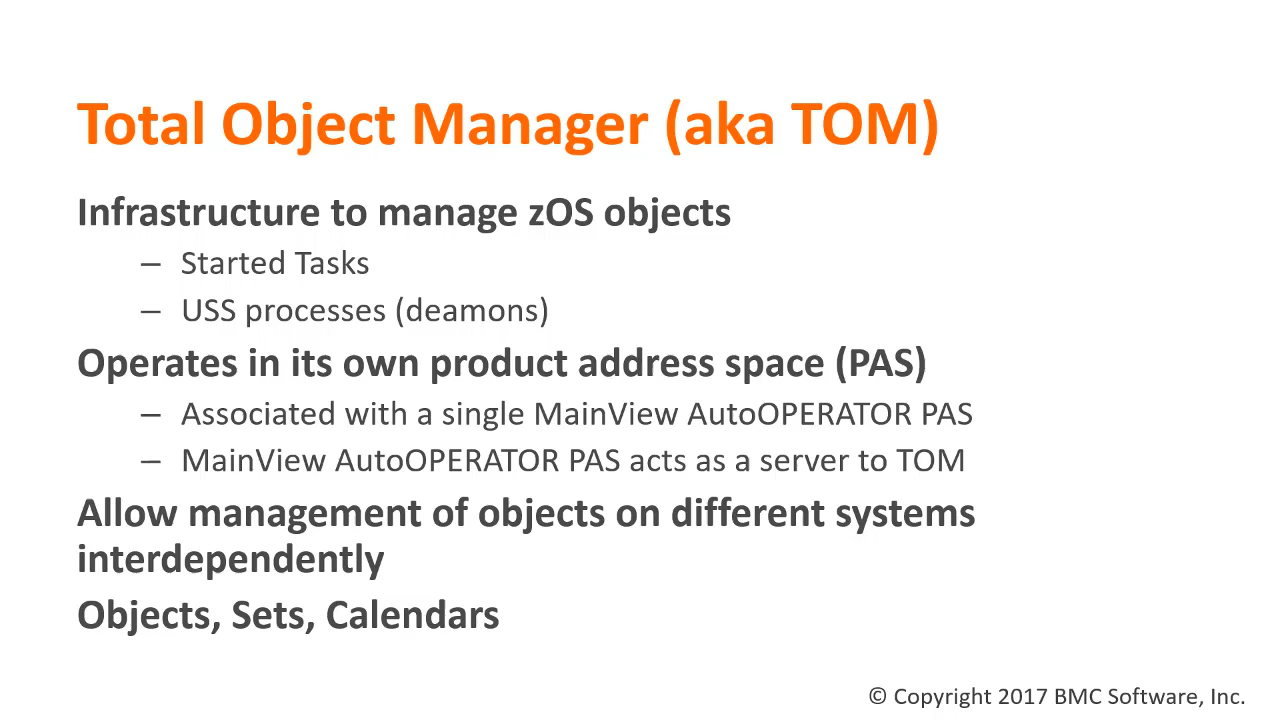 Total Object Manager (aka TOM)
Infrastructure to manage zOS objects
– Started Tasks
– USS processes (deamons)
Operates in its own product address space (PAS)
– Associated with a single MainView AutoOPERATOR PAS
– MainView AutoOPERATOR PAS acts as a server to TOM
Allow management of objects on different systems
interdependently
Objects, Sets, Calendars
© Copyright 2017 BMC Software, Inc.